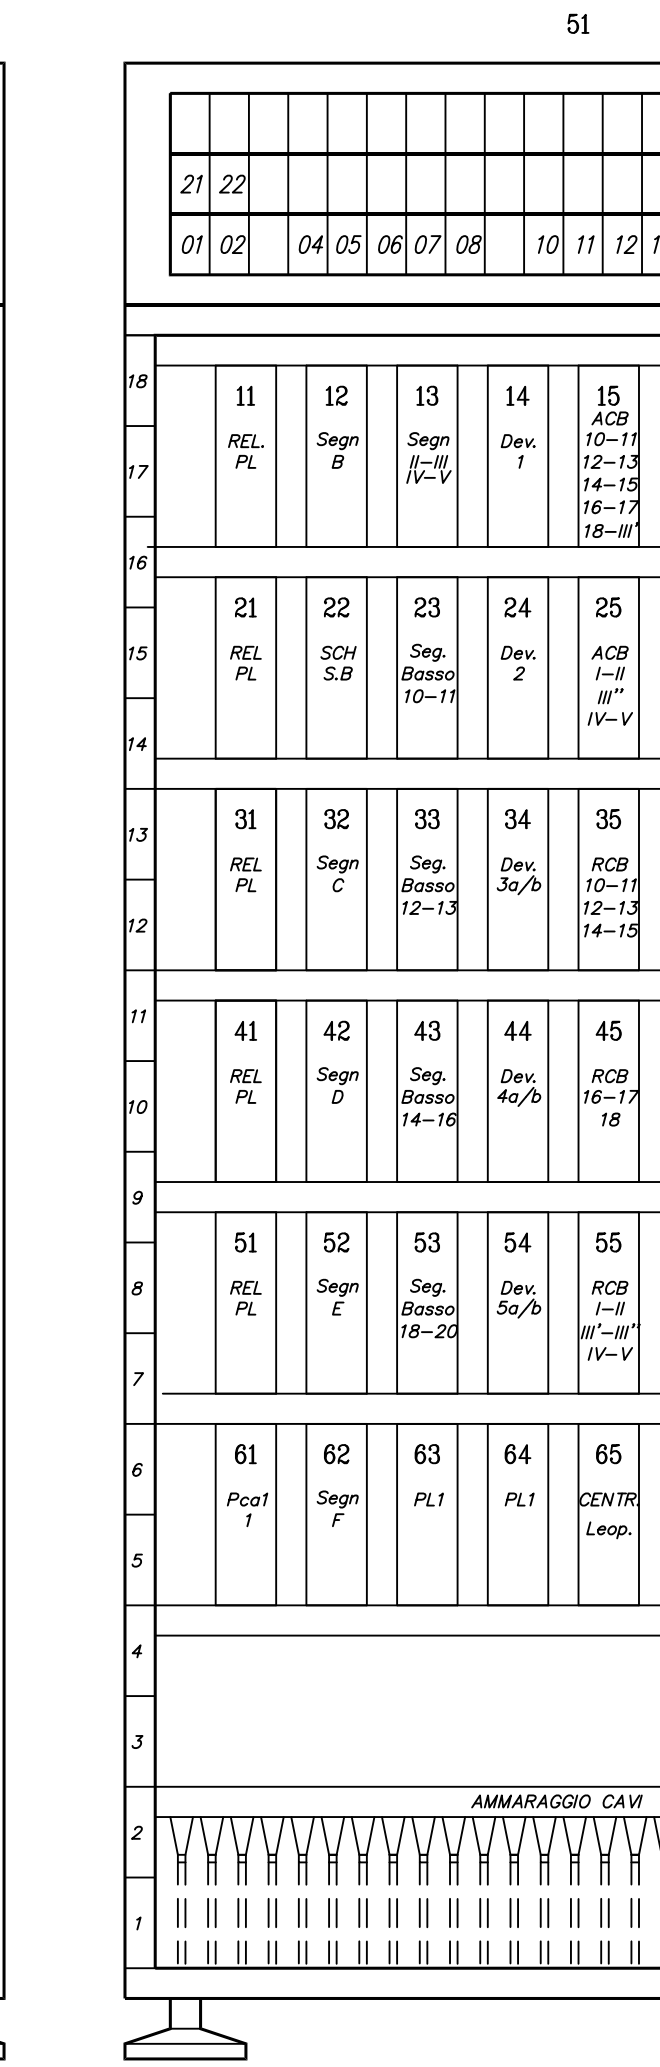 51
21 22
01 02 04 05 06 07 08 10 11 12
18
11 12 13 14 15
REL. PL
Segn B
Segn II-III IV-V
Dev. 1
ACB
10-11
12-13
14-15
16-17
18-III'
17
16
21 22 23 24 25
15
REL PL
SCH S.B
Seg. Basso 10-11
Dev. 2
ACB
I-II
III''
IV-V
14
31 32 33 34 35
13
REL PL
Segn C
Seg. Basso 12-13
Dev. 3a/b
RCB
10-11
12-13
14-15
12
11
41 42 43 44 45
REL PL
Segn D
Seg. Basso 14-16
Dev. 4a/b
RCB
16-17
18
10
9
51 52 53 54 55
8
REL PL
Segn E
Seg. Basso 18-20
Dev. 5a/b
RCB
I-II
III'-III''
IV-V
7
61 62 63 64 65
6
Pca1 1
Segn F
PL1
PL1
CENTR.
Leop.
5
4
3
AMMARAGGIO CAVI
2
1